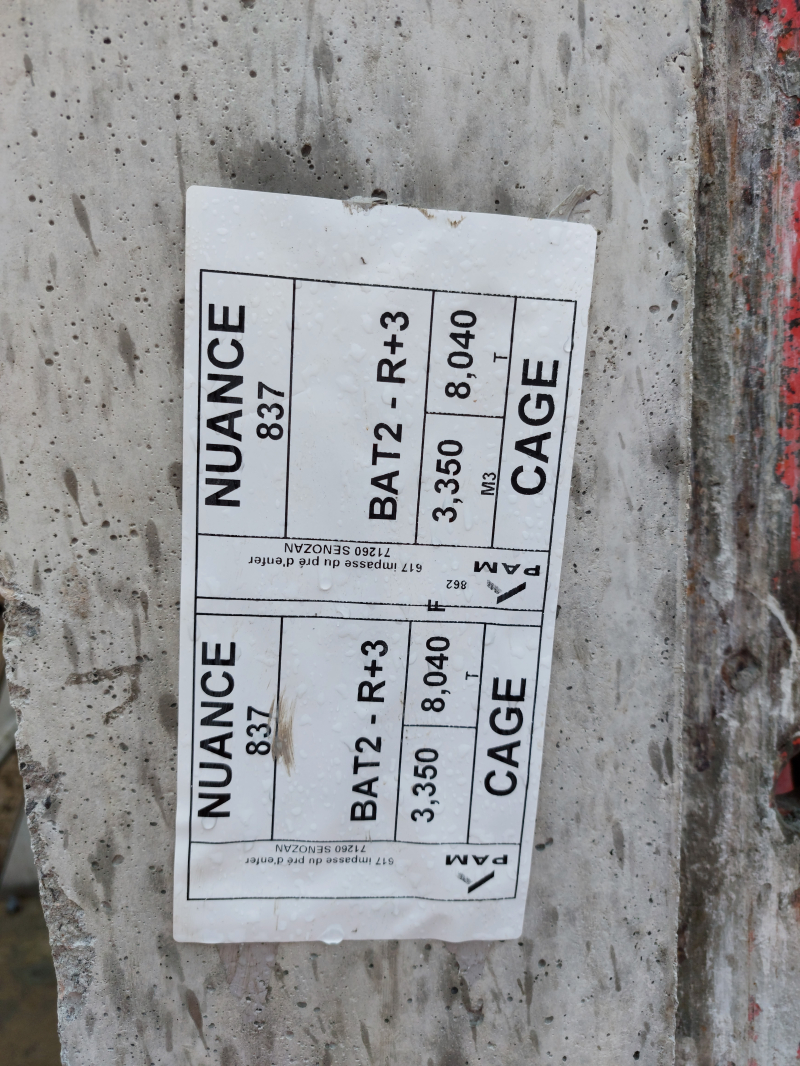 NUANCE
837
BAT2 - R+3
3,350
M3
8,040
T
CAGE
617 impasse du pré d'enfer
71260 SENOZAN
862
PAM
F
NUANCE
837
BAT2 - R+3
3,350
8,040
T
CAGE
617 impasse du pré d'enfer
71260 SENOZAN
PAM